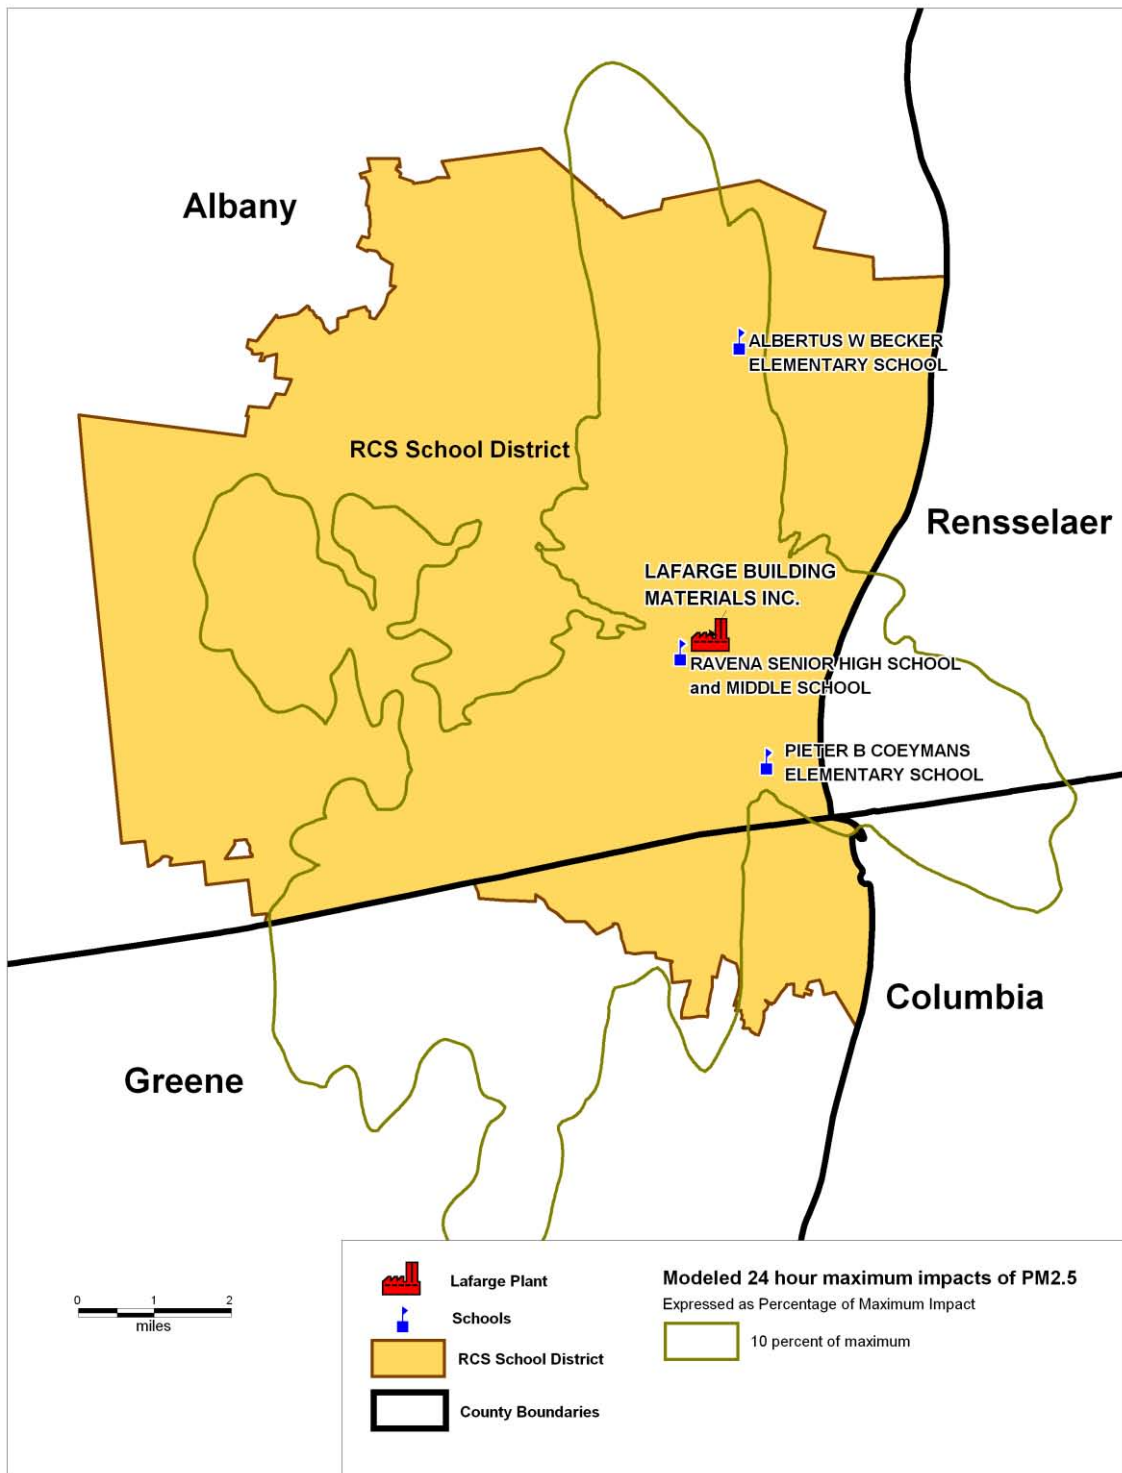 Albany
ALBERTUS W BECKER
ELEMENTARY SCHOOL
RCS School District
Rensselaer
LAFARGE BUILDING
MATERIALS INC.
RAVENA SENIOR HIGH SCHOOL
and MIDDLE SCHOOL
PIETER B COEYMANS
ELEMENTARY SCHOOL
Columbia
Greene
0 1 2
miles
Lafarge Plant
Schools
RCS School District
County Boundaries
Modeled 24 hour maximum impacts of PM2.5
Expressed as Percentage of Maximum Impact
10 percent of maximum